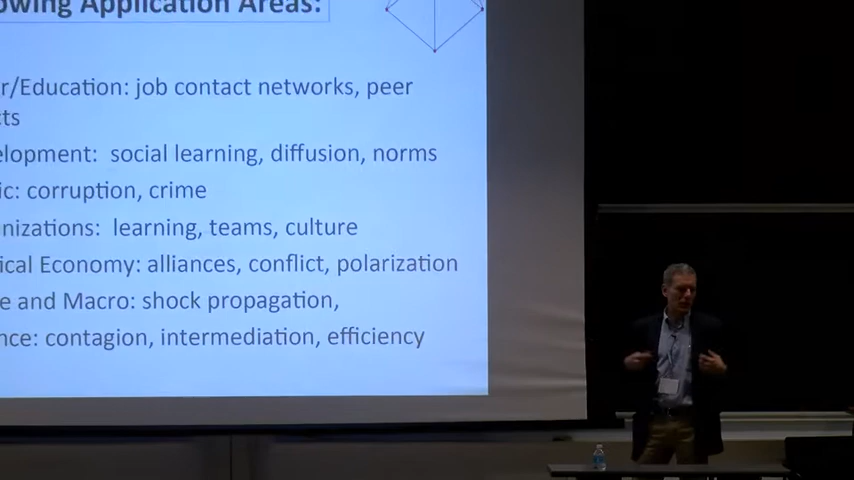 owing Application Areas:
r/Education: job contact networks, peer
cts
elopment: social learning, diffusion, norms
ic: corruption, crime
nizations: learning, teams, culture
ical Economy: alliances, conflict, polarization
e and Macro: shock propagation,
nce: contagion, intermediation, efficiency